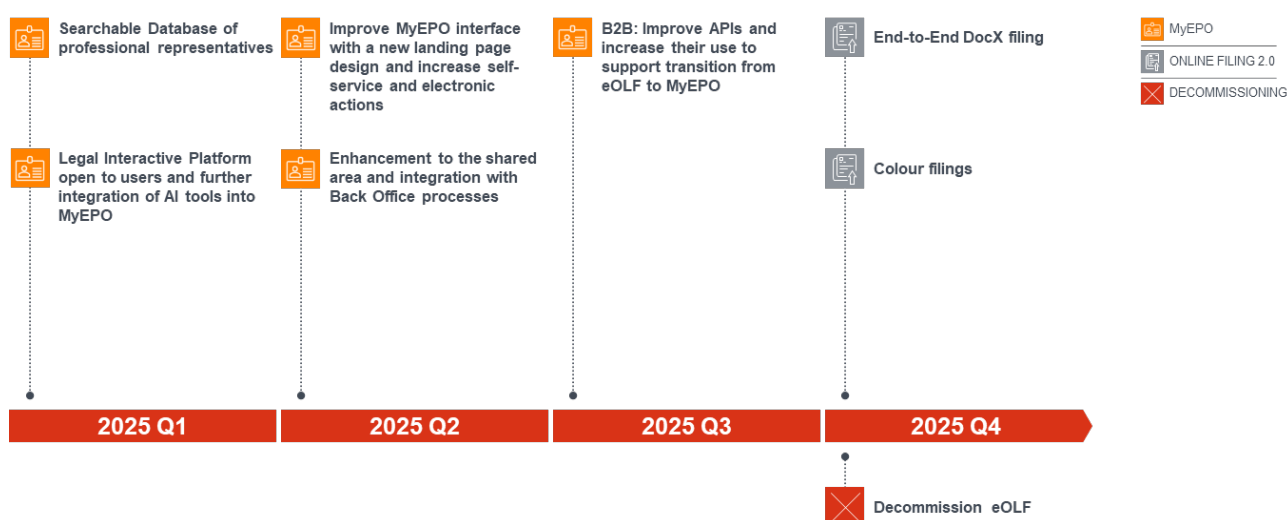 Searchable Database of
professional representatives
Legal Interactive Platform
open to users and further
integration of AI tools into
MyEPO
Improve MyEPO interface
with a new landing page
design and increase self-
service and electronic
actions
Enhancement to the shared
area and integration with
Back Office processes
B2B: Improve APIs and
increase their use to
support transition from
eOLF to MyEPO
End-to-End DocX filing
Colour filings
MyEPO
ONLINE FILING 2.0
DECOMMISSIONING
2025 Q1
2025 Q2
2025 Q3
2025 Q4
Decommission eOLF